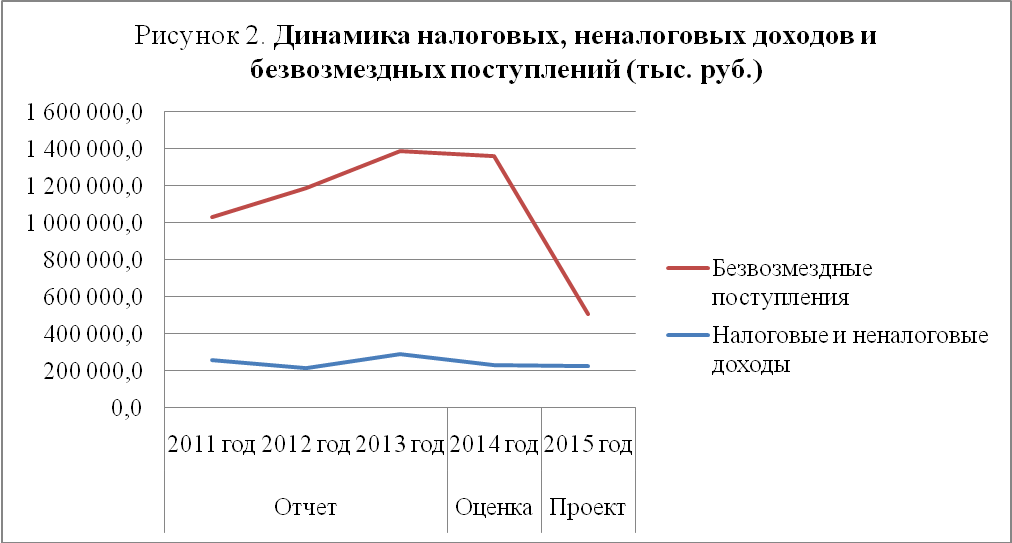 Рисунок 2. Динамика налоговых, неналоговых доходов и
безвозмездных поступлений (тыс. руб.)
1 600 000,0
1 400 000,0
1 200 000,0
1 000 000,0
800 000,0
600 000,0
400 000,0
200 000,0
0,0
2011 год 2012 год 2013 год 2014 год 2015 год
Отчет Оценка Проект
Безвозмездные
поступления
Налоговые и неналоговые
доходы